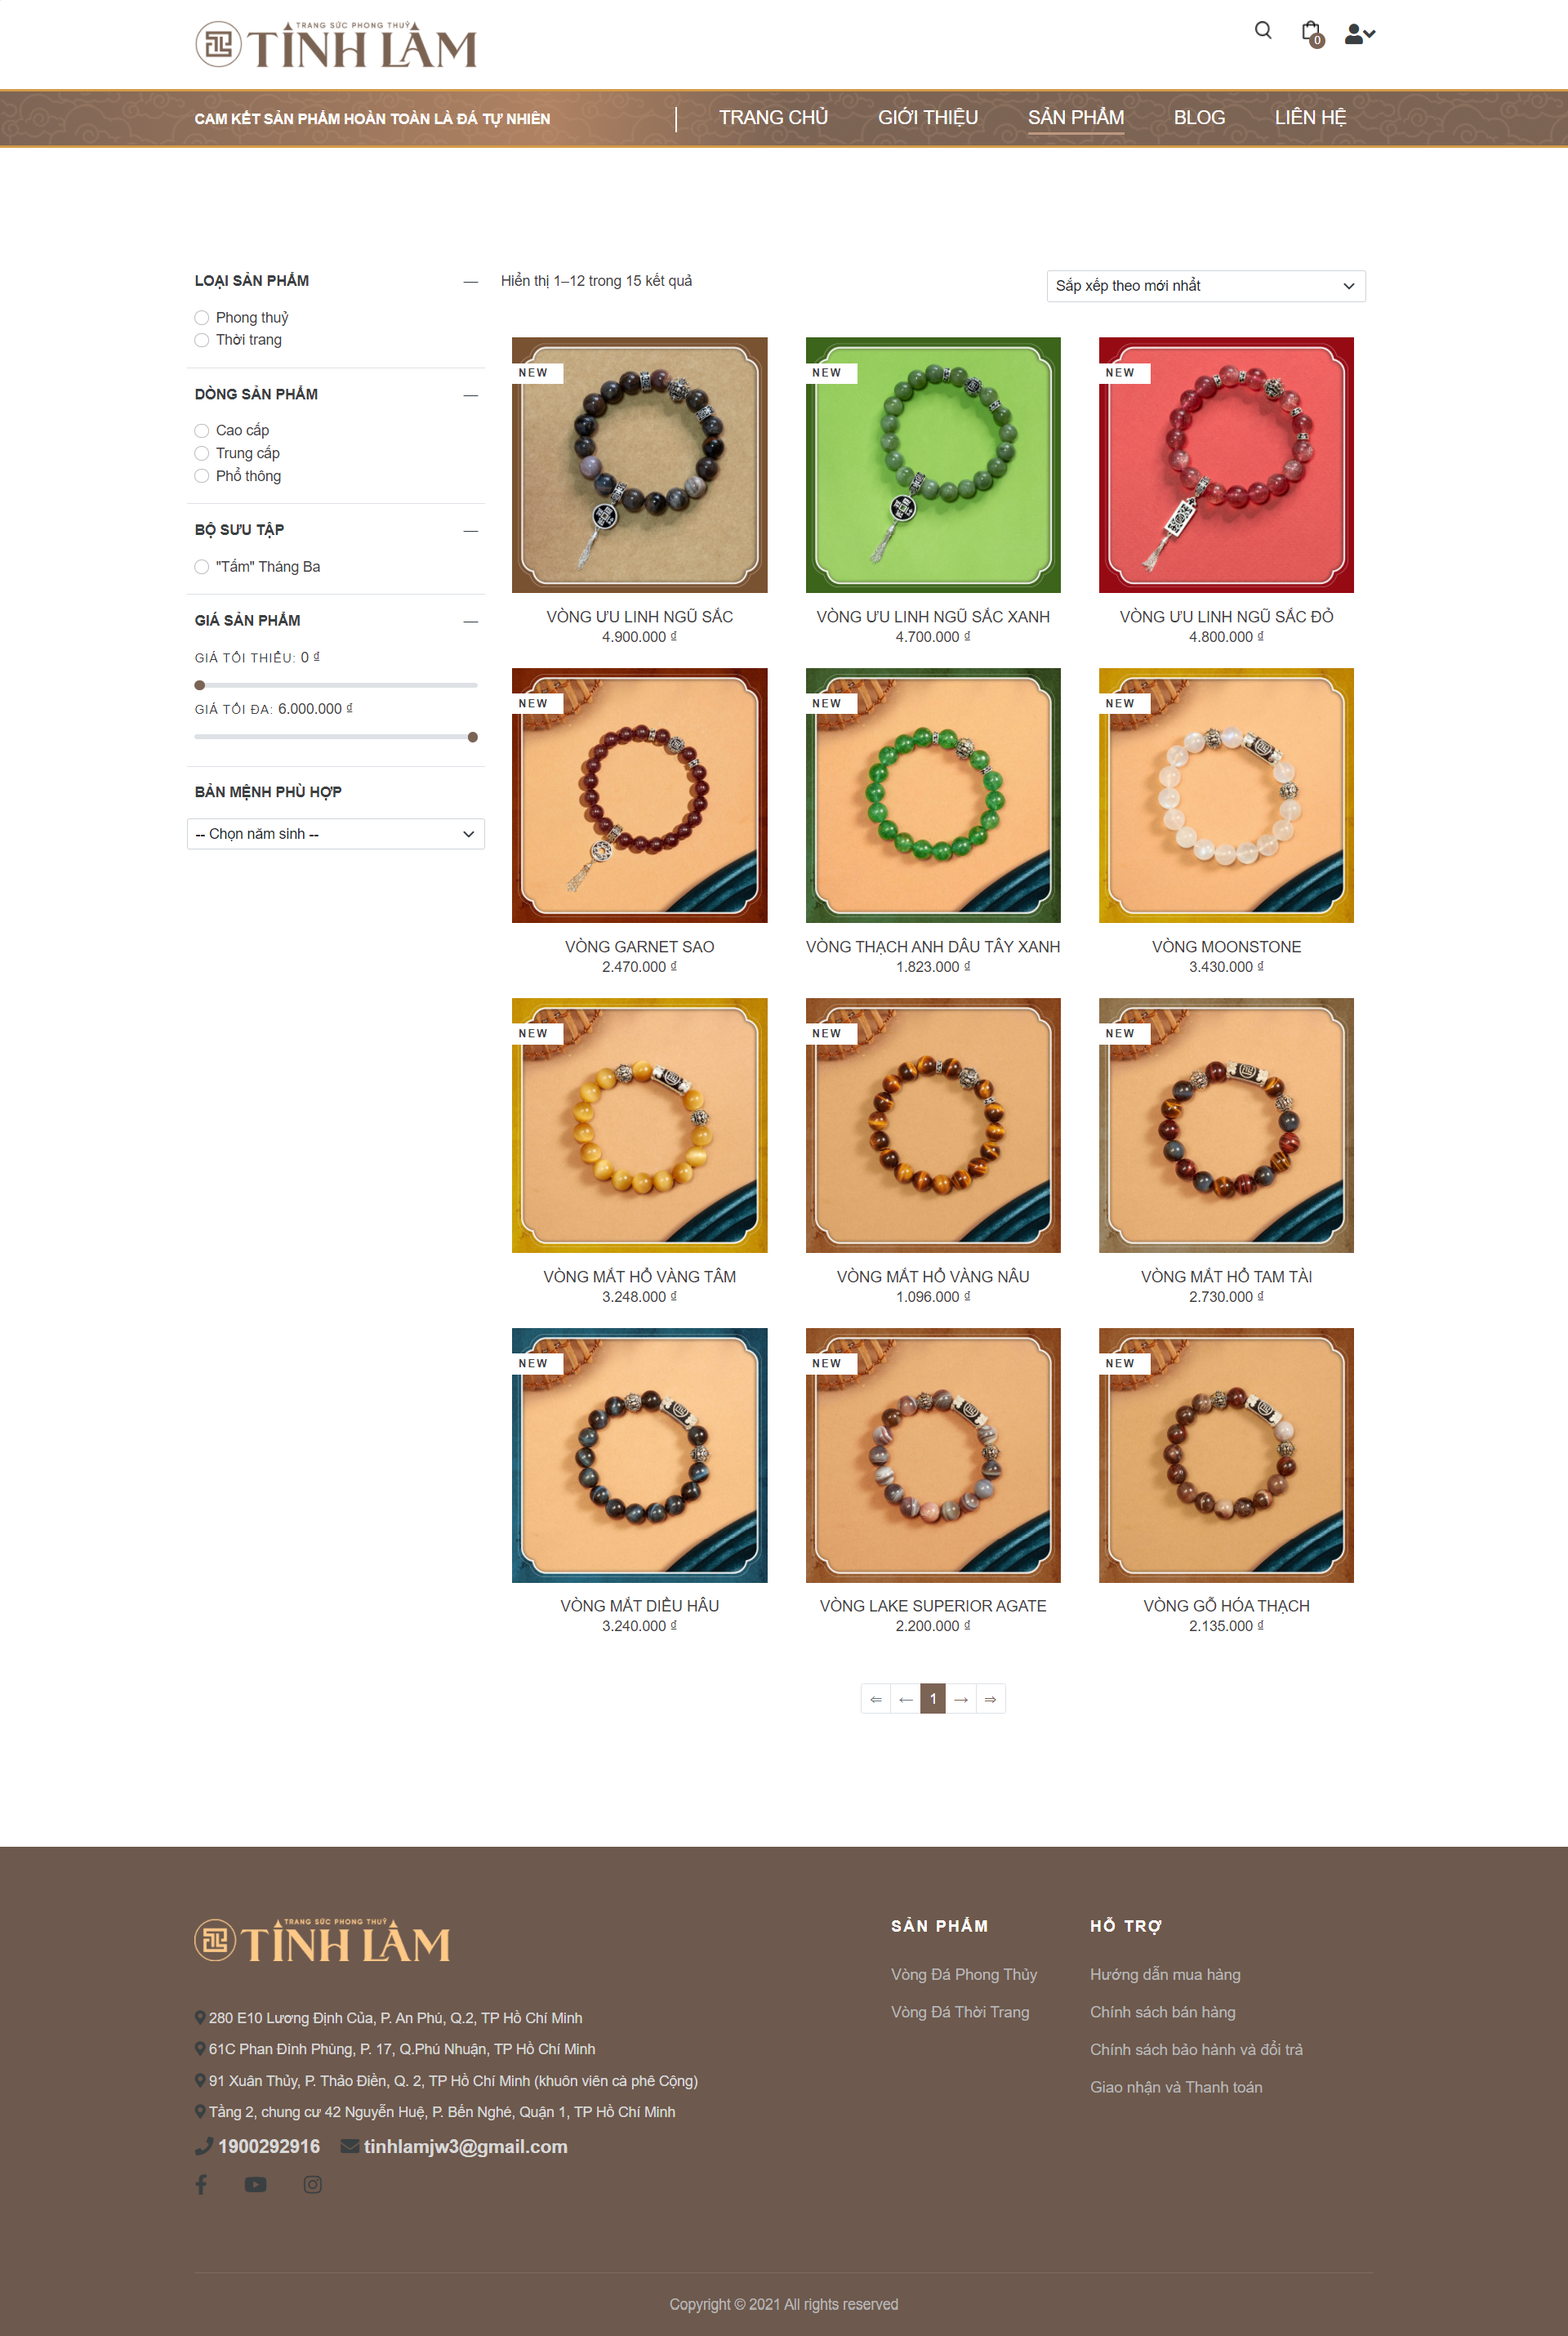 TRANG SỨC PHONG THUỶ
TĨNH LÂM
0
CAM KẾT SẢN PHẨM HOÀN TOÀN LÀ ĐÁ TỰ NHIÊN
TRANG CHỦ
GIỚI THIỆU
SẢN PHẨM
BLOG
LIÊN HỆ
LOẠI SẢN PHẨM
Phong thuỷ
Thời trang
DÒNG SẢN PHẨM
Cao cấp
Trung cấp
Phổ thông
BỘ SƯU TẬP
"Tấm" Tháng Ba
GIÁ SẢN PHẨM
GIÁ TỐI THIỂU: 0 ₫
GIÁ TỐI ĐA: 6.000.000 ₫
BẢN MỆNH PHÙ HỢP
-- Chọn năm sinh --
Hiển thị 1–12 trong 15 kết quả
Sắp xếp theo mới nhất
NEW
VÒNG ƯU LINH NGŨ SẮC
4.900.000 ₫
NEW
VÒNG ƯU LINH NGŨ SẮC XANH
4.700.000 ₫
NEW
VÒNG ƯU LINH NGŨ SẮC ĐỎ
4.800.000 ₫
NEW
VÒNG GARNET SAO
2.470.000 ₫
NEW
VÒNG THẠCH ANH DÂU TÂY XANH
1.823.000 ₫
NEW
VÒNG MOONSTONE
3.430.000 ₫
NEW
VÒNG MẮT HỔ VÀNG TẰM
3.248.000 ₫
NEW
VÒNG MẮT HỔ VÀNG NÂU
1.096.000 ₫
NEW
VÒNG MẮT HỔ TAM TÀI
2.730.000 ₫
NEW
VÒNG MẮT DIỀU HÂU
3.240.000 ₫
NEW
VÒNG LAKE SUPERIOR AGATE
2.200.000 ₫
NEW
VÒNG GỖ HÓA THẠCH
2.135.000 ₫
⇐ ← 1 → ⇒
TRANG SỨC PHONG THUỶ
TĨNH LÂM
280 E10 Lương Định Của, P. An Phú, Q.2, TP Hồ Chí Minh
61C Phan Đình Phùng, P. 17, Q.Phú Nhuận, TP Hồ Chí Minh
91 Xuân Thủy, P. Thảo Điền, Q. 2, TP Hồ Chí Minh (khuôn viên cà phê Cộng)
Tầng 2, chung cư 42 Nguyễn Huệ, P. Bến Nghé, Quận 1, TP Hồ Chí Minh
1900292916
tinhlamjw3@gmail.com
SẢN PHẨM
Vòng Đá Phong Thủy
Vòng Đá Thời Trang
HỖ TRỢ
Hướng dẫn mua hàng
Chính sách bán hàng
Chính sách bảo hành và đổi trả
Giao nhận và Thanh toán
Copyright © 2021 All rights reserved